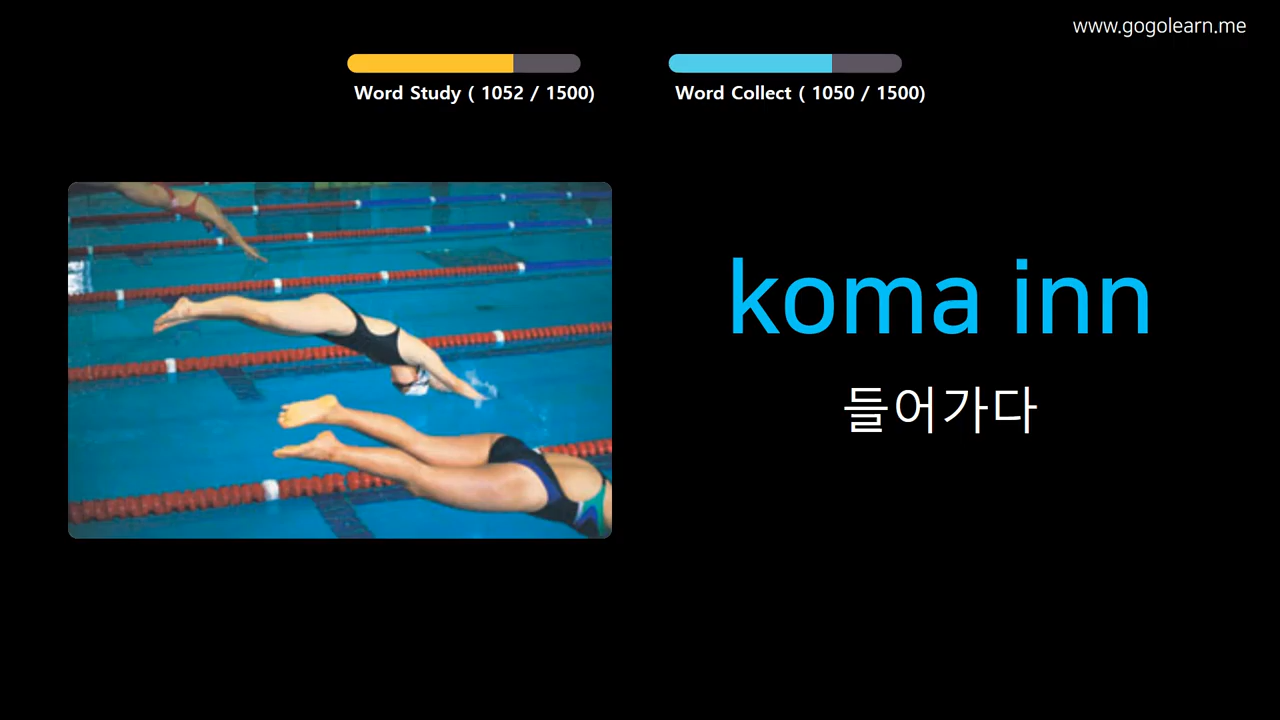 www.gogolearn.me
Word Study ( 1052 / 1500)
Word Collect ( 1050 / 1500)
koma inn
들어가다